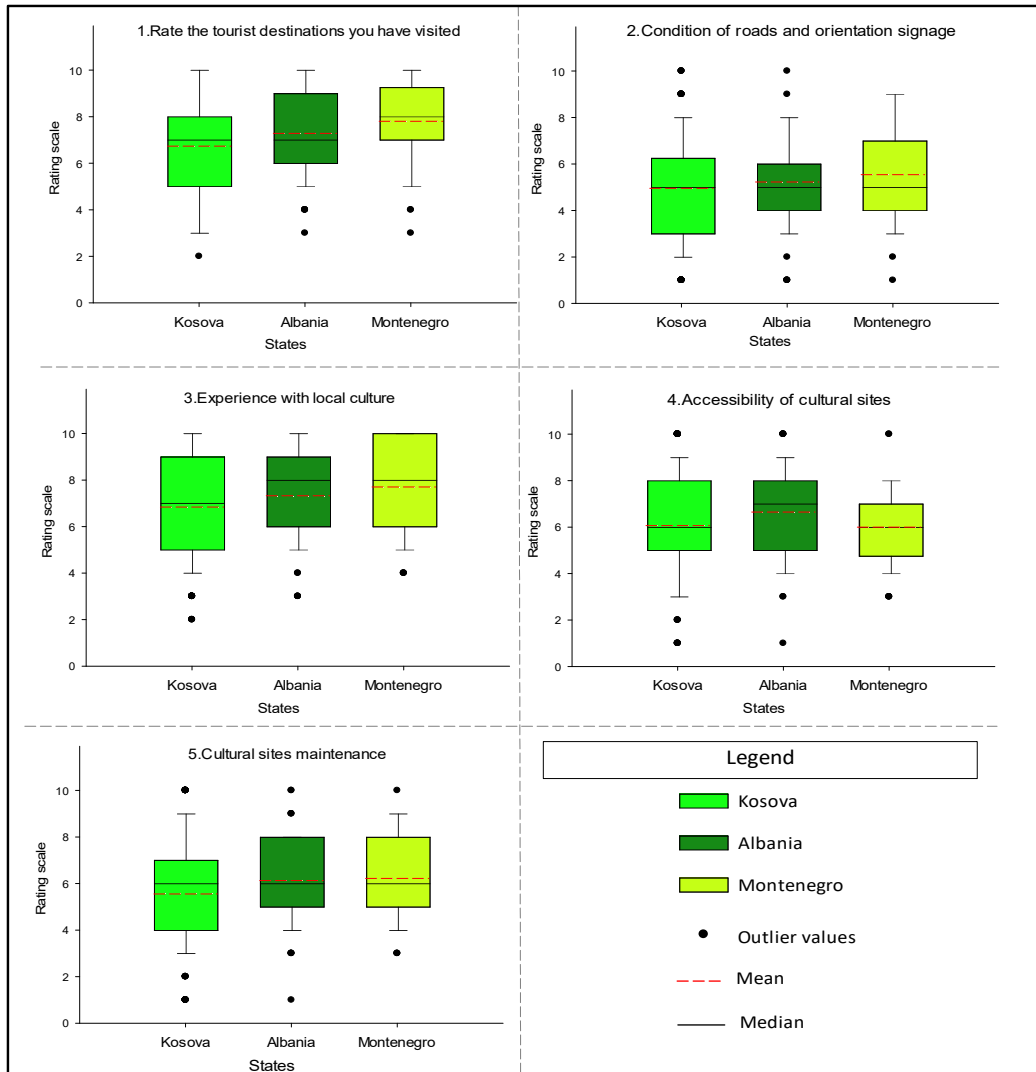 1.Rate the tourist destinations you have visited
Rating scale
10
8
6
4
2
0
Kosova Albania Montenegro
States
2.Condition of roads and orientation signage
Rating scale
10
8
6
4
2
0
Kosova Albania Montenegro
States
3.Experience with local culture
Rating scale
10
8
6
4
2
0
Kosova Albania Montenegro
States
4.Accessibility of cultural sites
Rating scale
10
8
6
4
2
0
Kosova Albania Montenegro
States
5.Cultural sites maintenance
Rating scale
10
8
6
4
2
0
Kosova Albania Montenegro
States
Legend
Kosova
Albania
Montenegro
Outlier values
Mean
Median